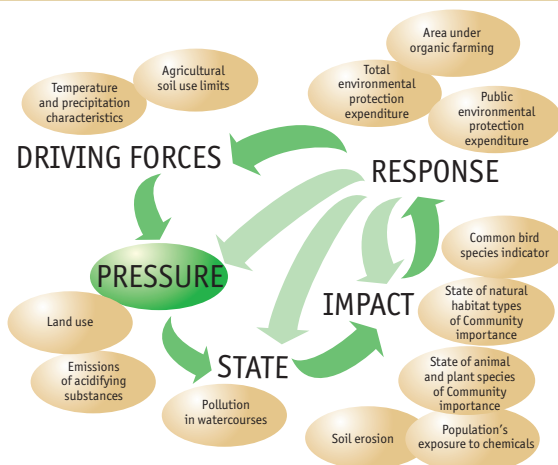 Area under
organic farming
Agricultural
soil use limits
Total
environmental
protection
expenditure
Temperature
and precipitation
characteristics
Public
environmental
protection
expenditure
DRIVING FORCES
RESPONSE
Common bird
species indicator
PRESSURE
IMPACT
State of natural
habitat types
of Community
importance
Land use
STATE
Emissions
of acidifying
substances
State of animal
and plant species
of Community
importance
Pollution
in watercourses
Soil erosion
Population's
exposure to chemicals